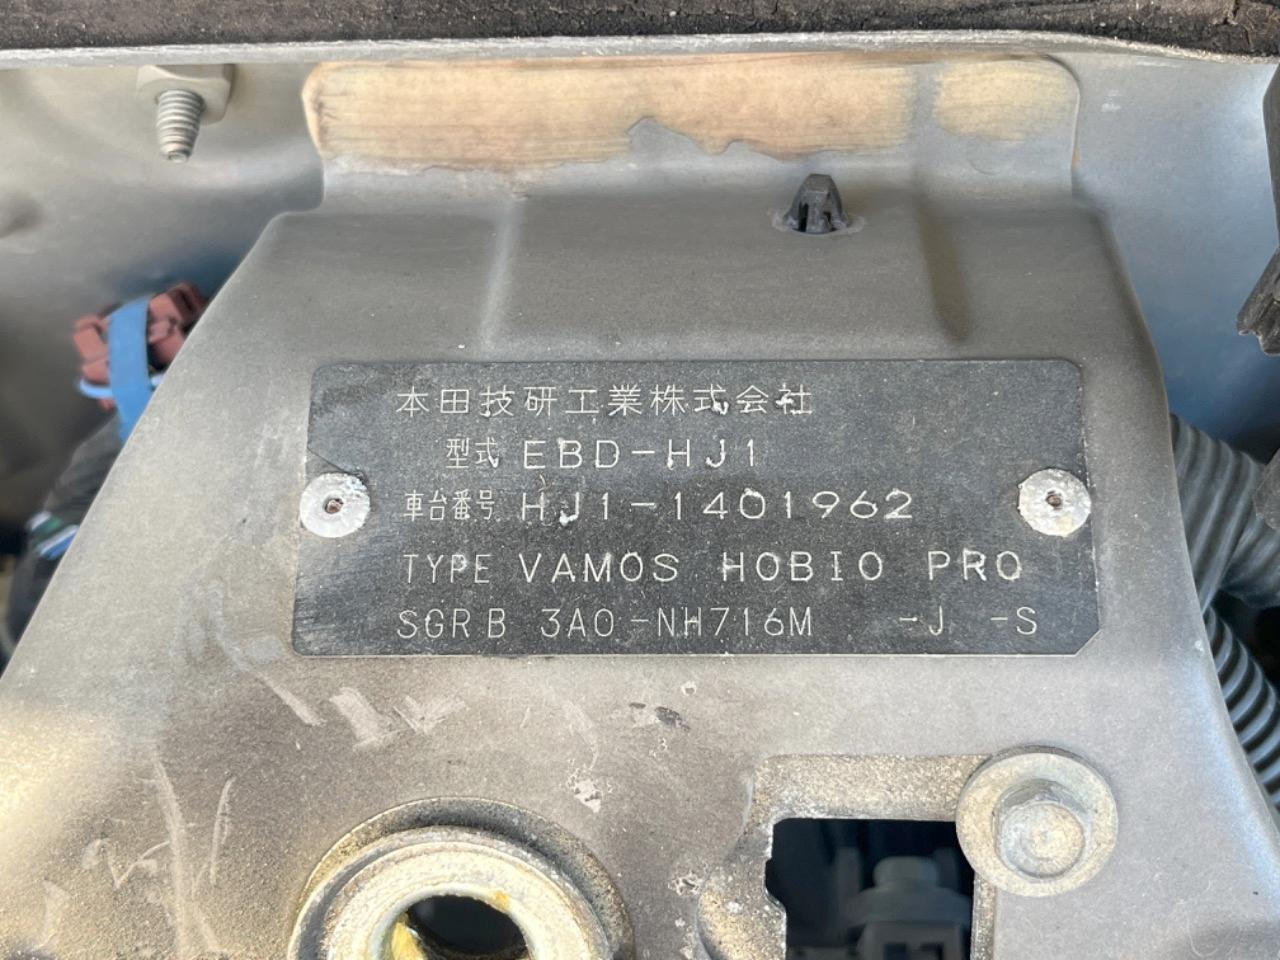 本田技研工業株式会社
型式 EBD-HJ1
車台番号 HJ1-1401962
TYPE VAMOS HOBIO PRO
SGRB 3A0-NH716M -J -S